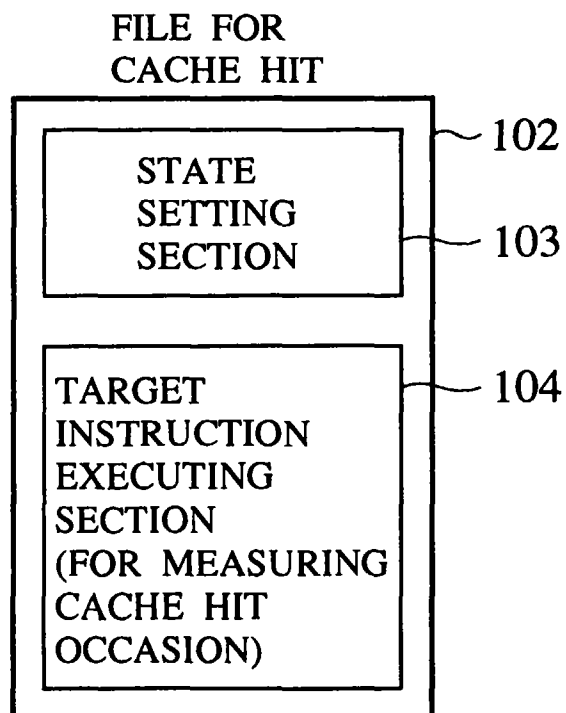 FILE FOR
CACHE HIT
102
STATE
SETTING
SECTION
103
104
TARGET
INSTRUCTION
EXECUTING
SECTION
(FOR MEASURING
CACHE HIT
OCCASION)